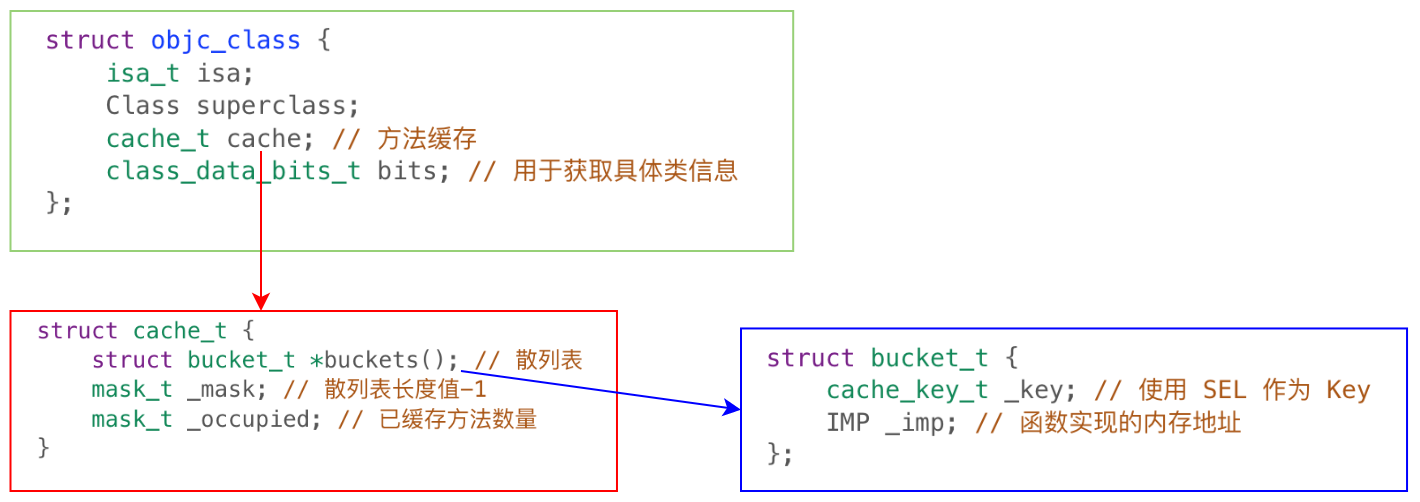 struct objc_class {
isa_t isa;
Class superclass;
cache_t cache; // 方法缓存
class_data_bits_t bits; // 用于获取具体类信息
};
struct cache_t {
struct bucket_t *buckets(); // 散列表
mask_t _mask; // 散列表长度值-1
mask_t _occupied; // 已缓存方法数量
}
struct bucket_t {
cache_key_t _key; // 使用 SEL 作为 Key
IMP _imp; // 函数实现的内存地址
};